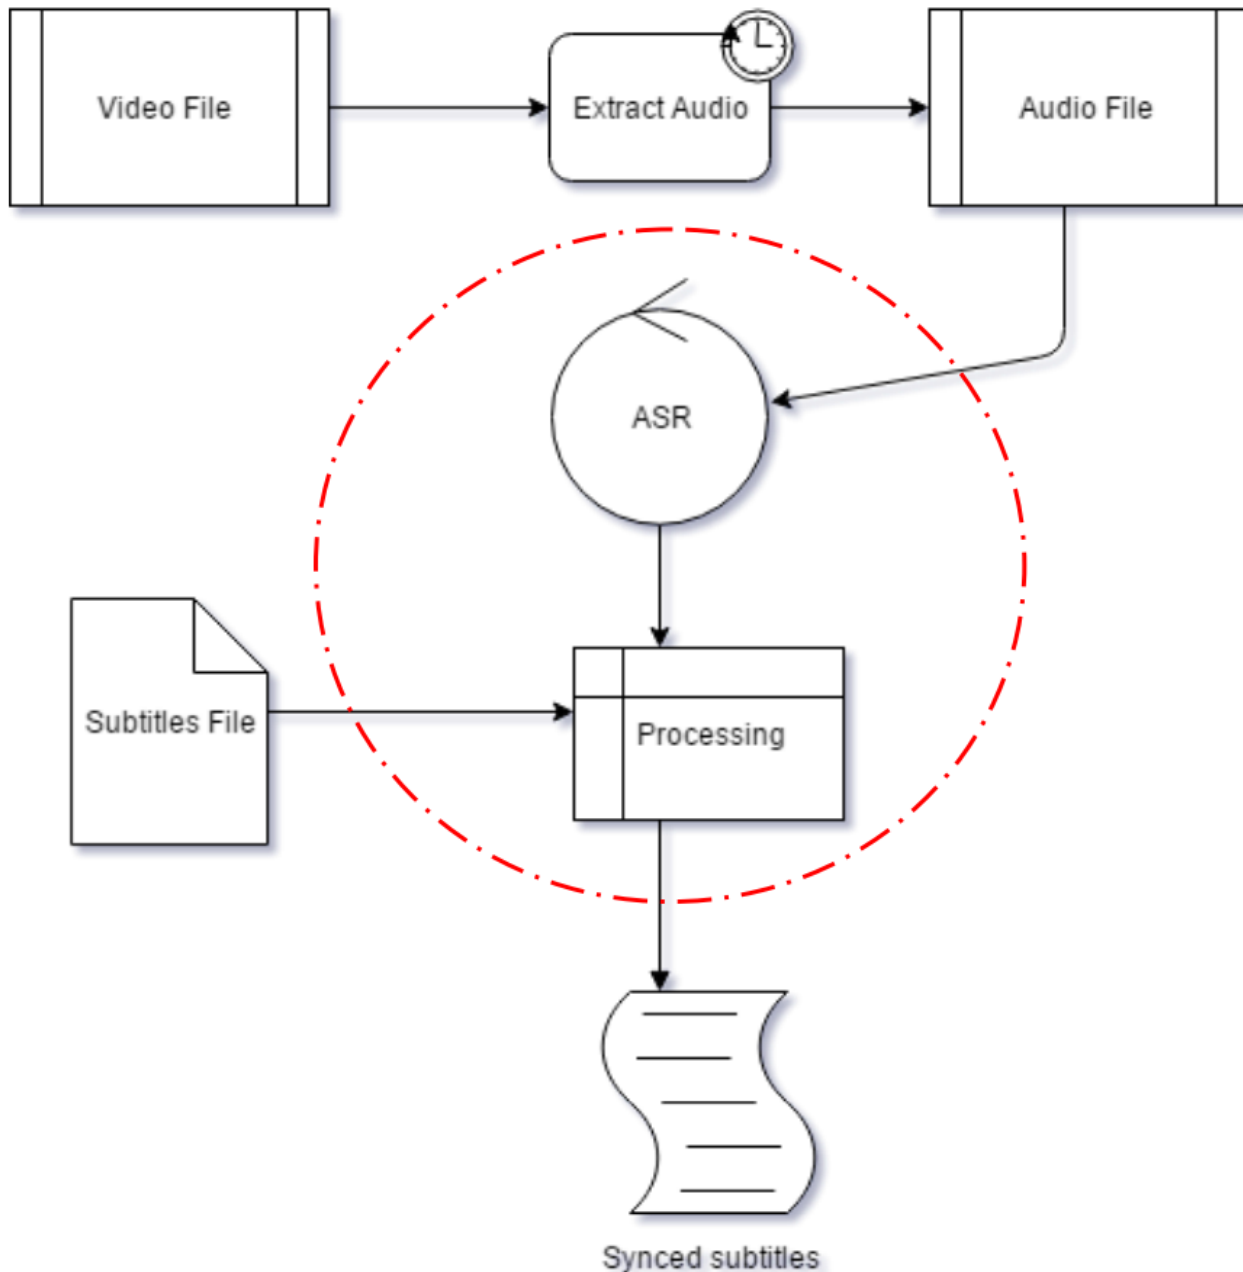 Video File
Extract Audio
Audio File
ASR
Subtitles File
Processing
Synced subtitles